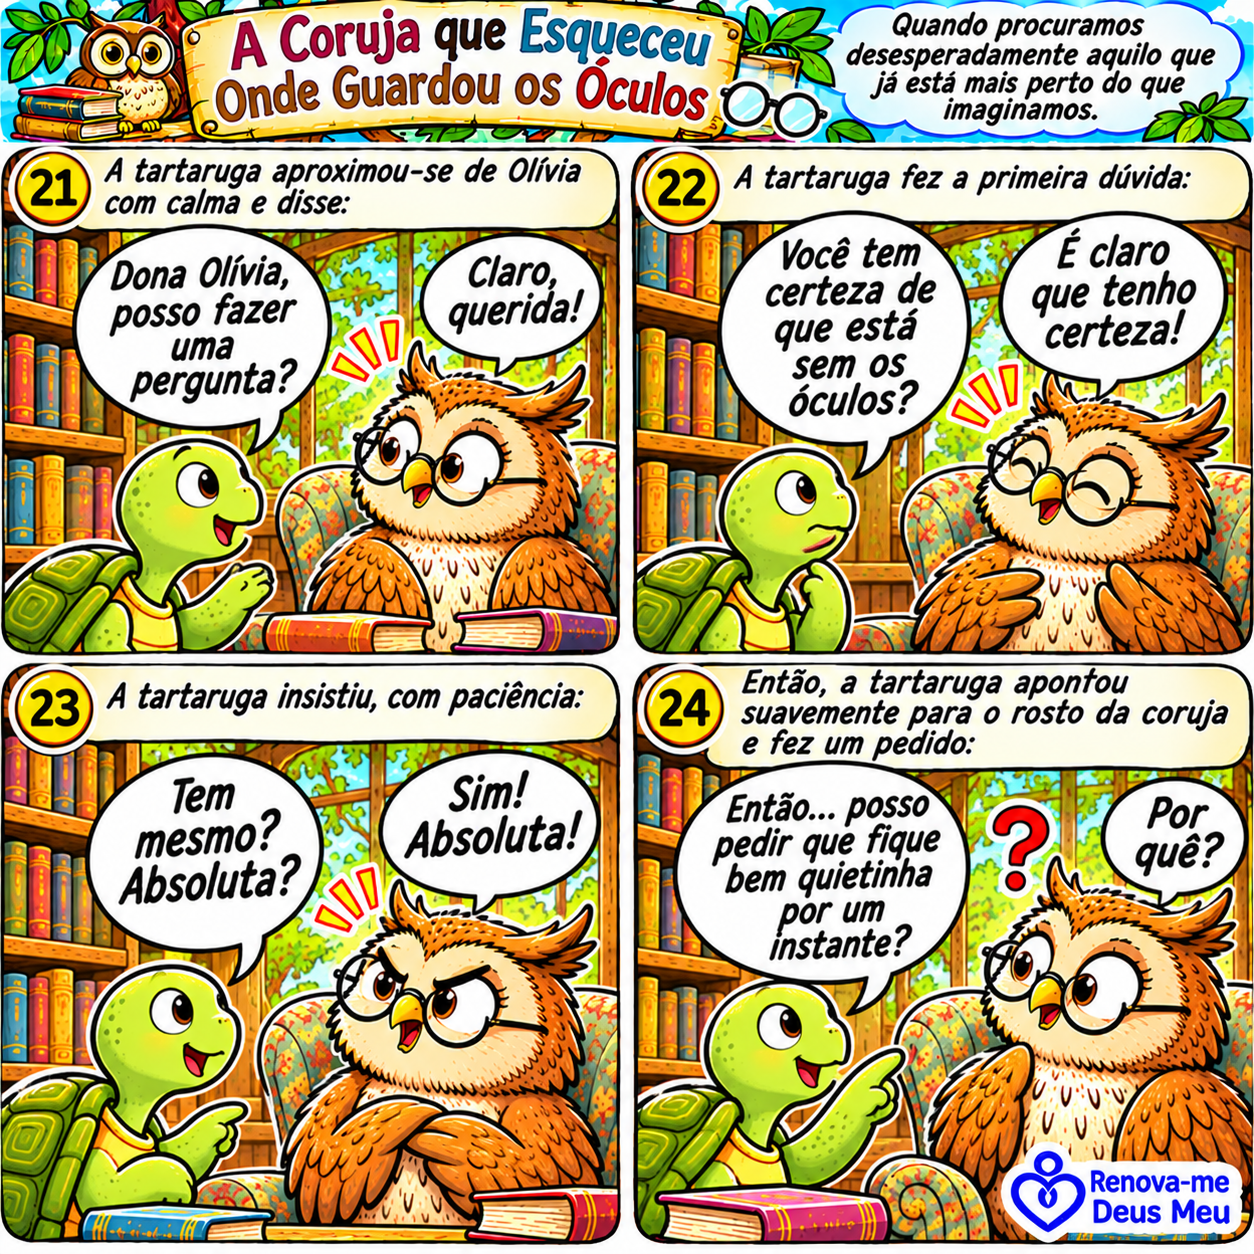 A Coruja que Esqueceu
Onde Guardou os Óculos
Quando procuramos
desesperadamente aquilo que
já está mais perto do que
imaginamos.
21
A tartaruga aproximou-se de Olívia
com calma e disse:
Dona Olívia,
posso fazer
uma
pergunta?
Claro,
querida!
22
A tartaruga fez a primeira dúvida:
Você tem
certeza de
que está
sem os
óculos?
É claro
que tenho
certeza!
23
A tartaruga insistiu, com paciência:
Tem
mesmo?
Absoluta?
Sim!
Absoluta!
24
Então, a tartaruga apontou
suavemente para o rosto da coruja
e fez um pedido:
Então... posso
pedir que fique
bem quietinha
por um
instante?
?
Por
quê?
Renova-me
Deus Meu